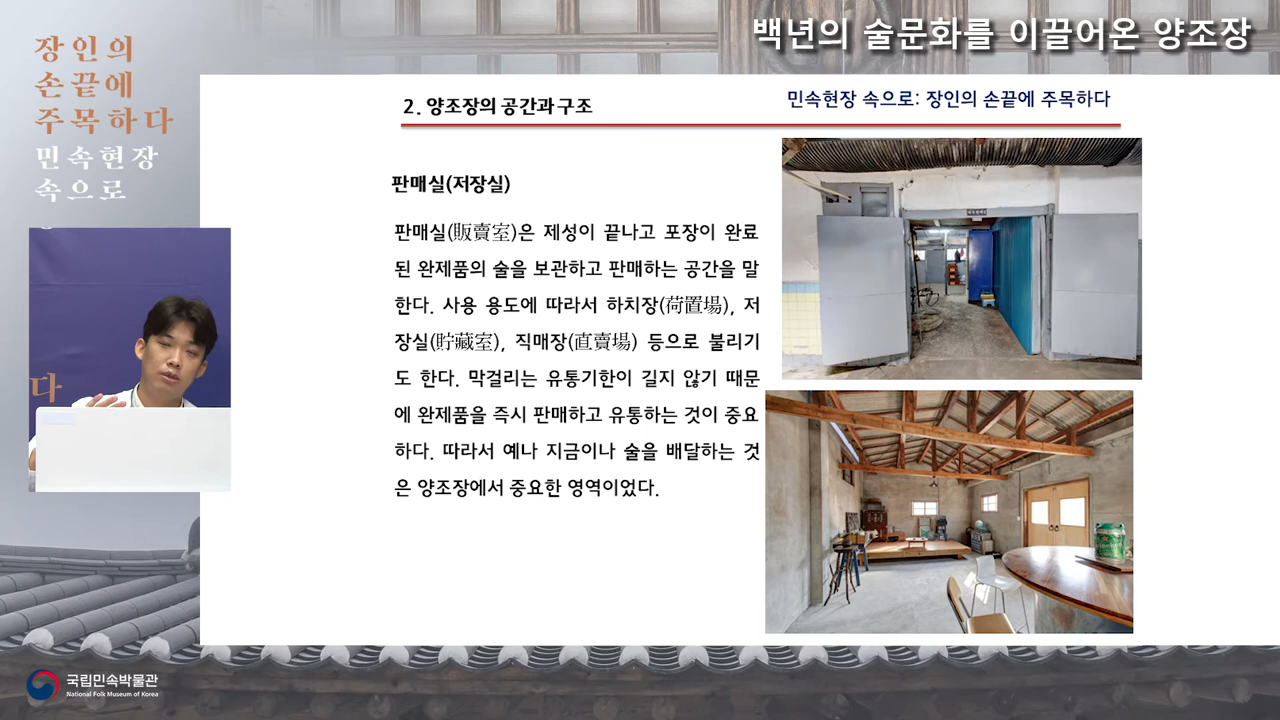 백년의 술문화를 이끌어온 양조장
장인의
손끝에
주목하다
민속현장
속으로
2. 양조장의 공간과 구조
민속현장 속으로: 장인의 손끝에 주목하다
판매실(저장실)
판매실(販賣室)은 제성이 끝나고 포장이 완료
된 완제품의 술을 보관하고 판매하는 공간을 말
한다. 사용 용도에 따라서 하치장(荷置場), 저
장실(貯藏室), 직매장(直賣場) 등으로 불리기
도 한다. 막걸리는 유통기한이 길지 않기 때문
에 완제품을 즉시 판매하고 유통하는 것이 중요
하다. 따라서 예나 지금이나 술을 배달하는 것
은 양조장에서 중요한 영역이었다.
다
국립민속박물관
National Folk Museum of Korea